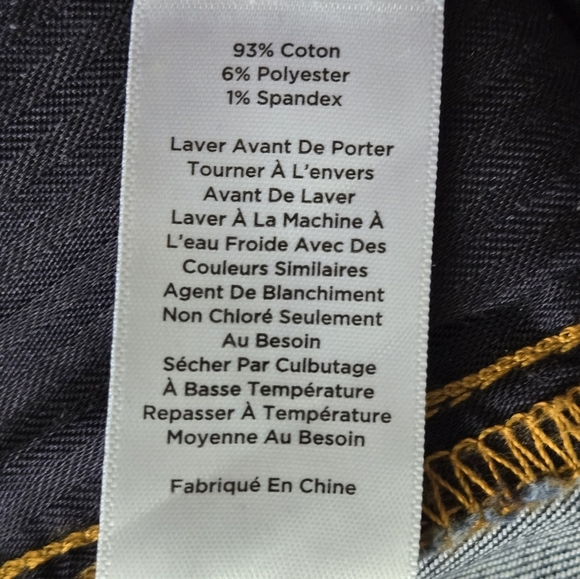 93% Coton
6% Polyester
1% Spandex
Laver Avant De Porter
Tourner À L'envers
Avant De Laver
Laver À La Machine À
L'eau Froide Avec Des
Couleurs Similaires
Agent De Blanchiment
Non Chloré Seulement
Au Besoin
Sécher Par Culbutage
À Basse Température
Repasser À Température
Moyenne Au Besoin
Fabriqué En Chine